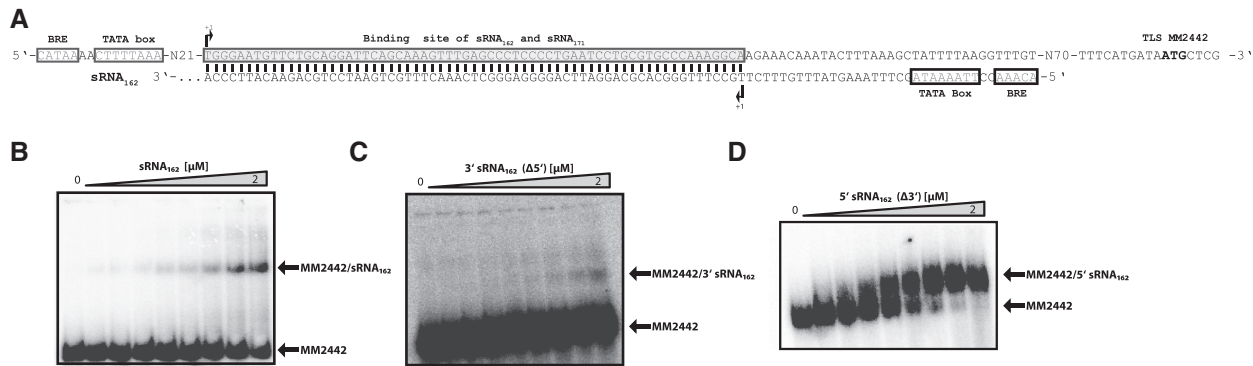 A
BRE TATA box +1 Binding site of sRNA162 and sRNA171 TLS MM2442
5'-CATAAAACTTTTAAA-N21-TGGGAATGTTCTGCAGGATTCAGCAAAGTTTGAGCCCTCCCCTGAATCCTGCGTGCCCAAAGGCAAGAAACAAATACTTTAAAGCTATTTTAAGGTTTGT-N70-TTTCATGATAATGCTCG -3'
sRNA162 3'-...ACCCTTACAAGACGTCCTAAGTCGTTTCAAACTCGGGAGGGGACTTAGGACGCACGGGTTTCCGTTCTTTGTTTATGAAATTTCGATAAAATTCCAAACA-5'
+1 TATA Box BRE
B
sRNA162 [µM]
0 2
MM2442/sRNA162
MM2442
C
3' sRNA162 (Δ5') [µM]
0 2
MM2442/3' sRNA162
MM2442
D
5' sRNA162 (Δ3') [µM]
0 2
MM2442/5' sRNA162
MM2442